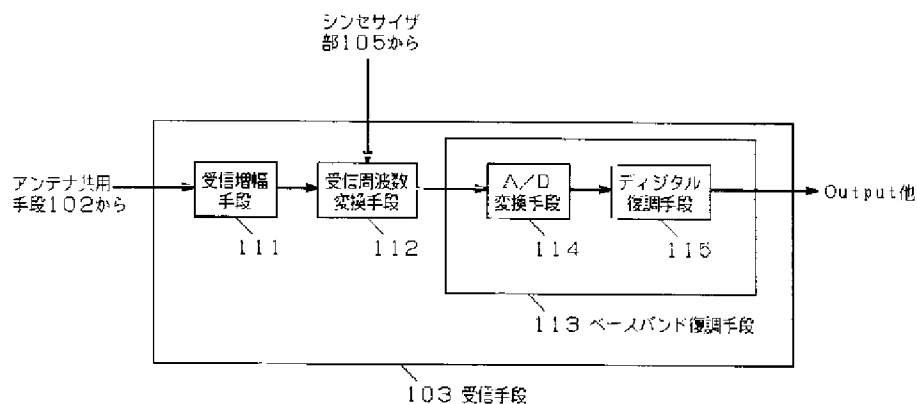 シンセサイザ
部105から
アンテナ共用
手段102から
受信増幅
手段
111
受信周波数
変換手段
112
A/D
変換手段
114
ディジタル
復調手段
115
Output他
113 ベースバンド復調手段
103 受信手段